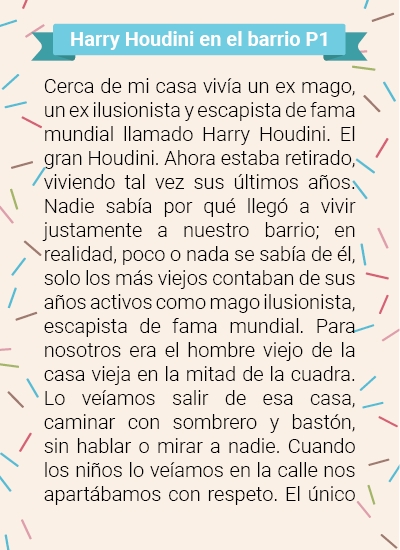 Harry Houdini en el barrio P1
Cerca de mi casa vivía un ex mago,
un ex ilusionista y escapista de fama
mundial llamado Harry Houdini. El
gran Houdini. Ahora estaba retirado,
viviendo tal vez sus últimos años.
Nadie sabía por qué llegó a vivir
justamente a nuestro barrio; en
realidad, poco o nada se sabía de él,
solo los más viejos contaban de sus
años activos como mago ilusionista,
escapista de fama mundial. Para
nosotros era el hombre viejo de la
casa vieja en la mitad de la cuadra.
Lo veíamos salir de esa casa,
caminar con sombrero y bastón,
sin hablar o mirar a nadie. Cuando
los niños lo veíamos en la calle nos
apartábamos con respeto. El único